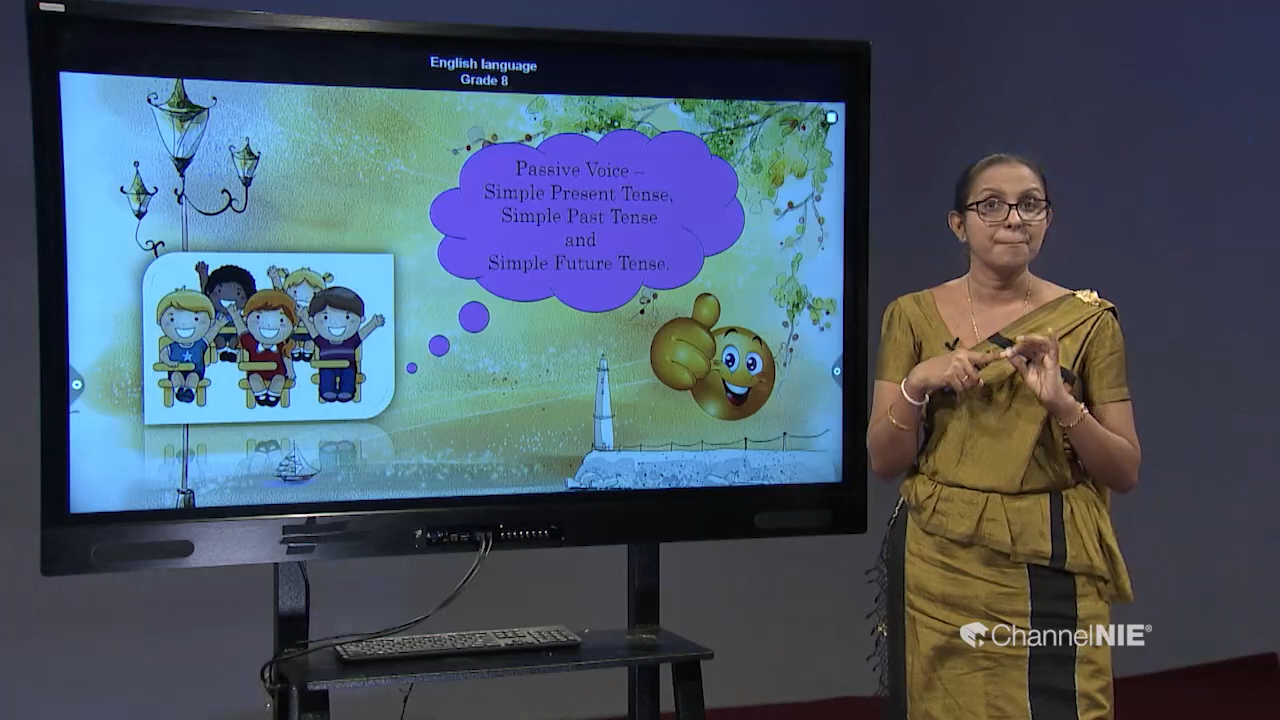 English language
Grade 8
Passive Voice –
Simple Present Tense,
Simple Past Tense
and
Simple Future Tense.
ChannelNIE®